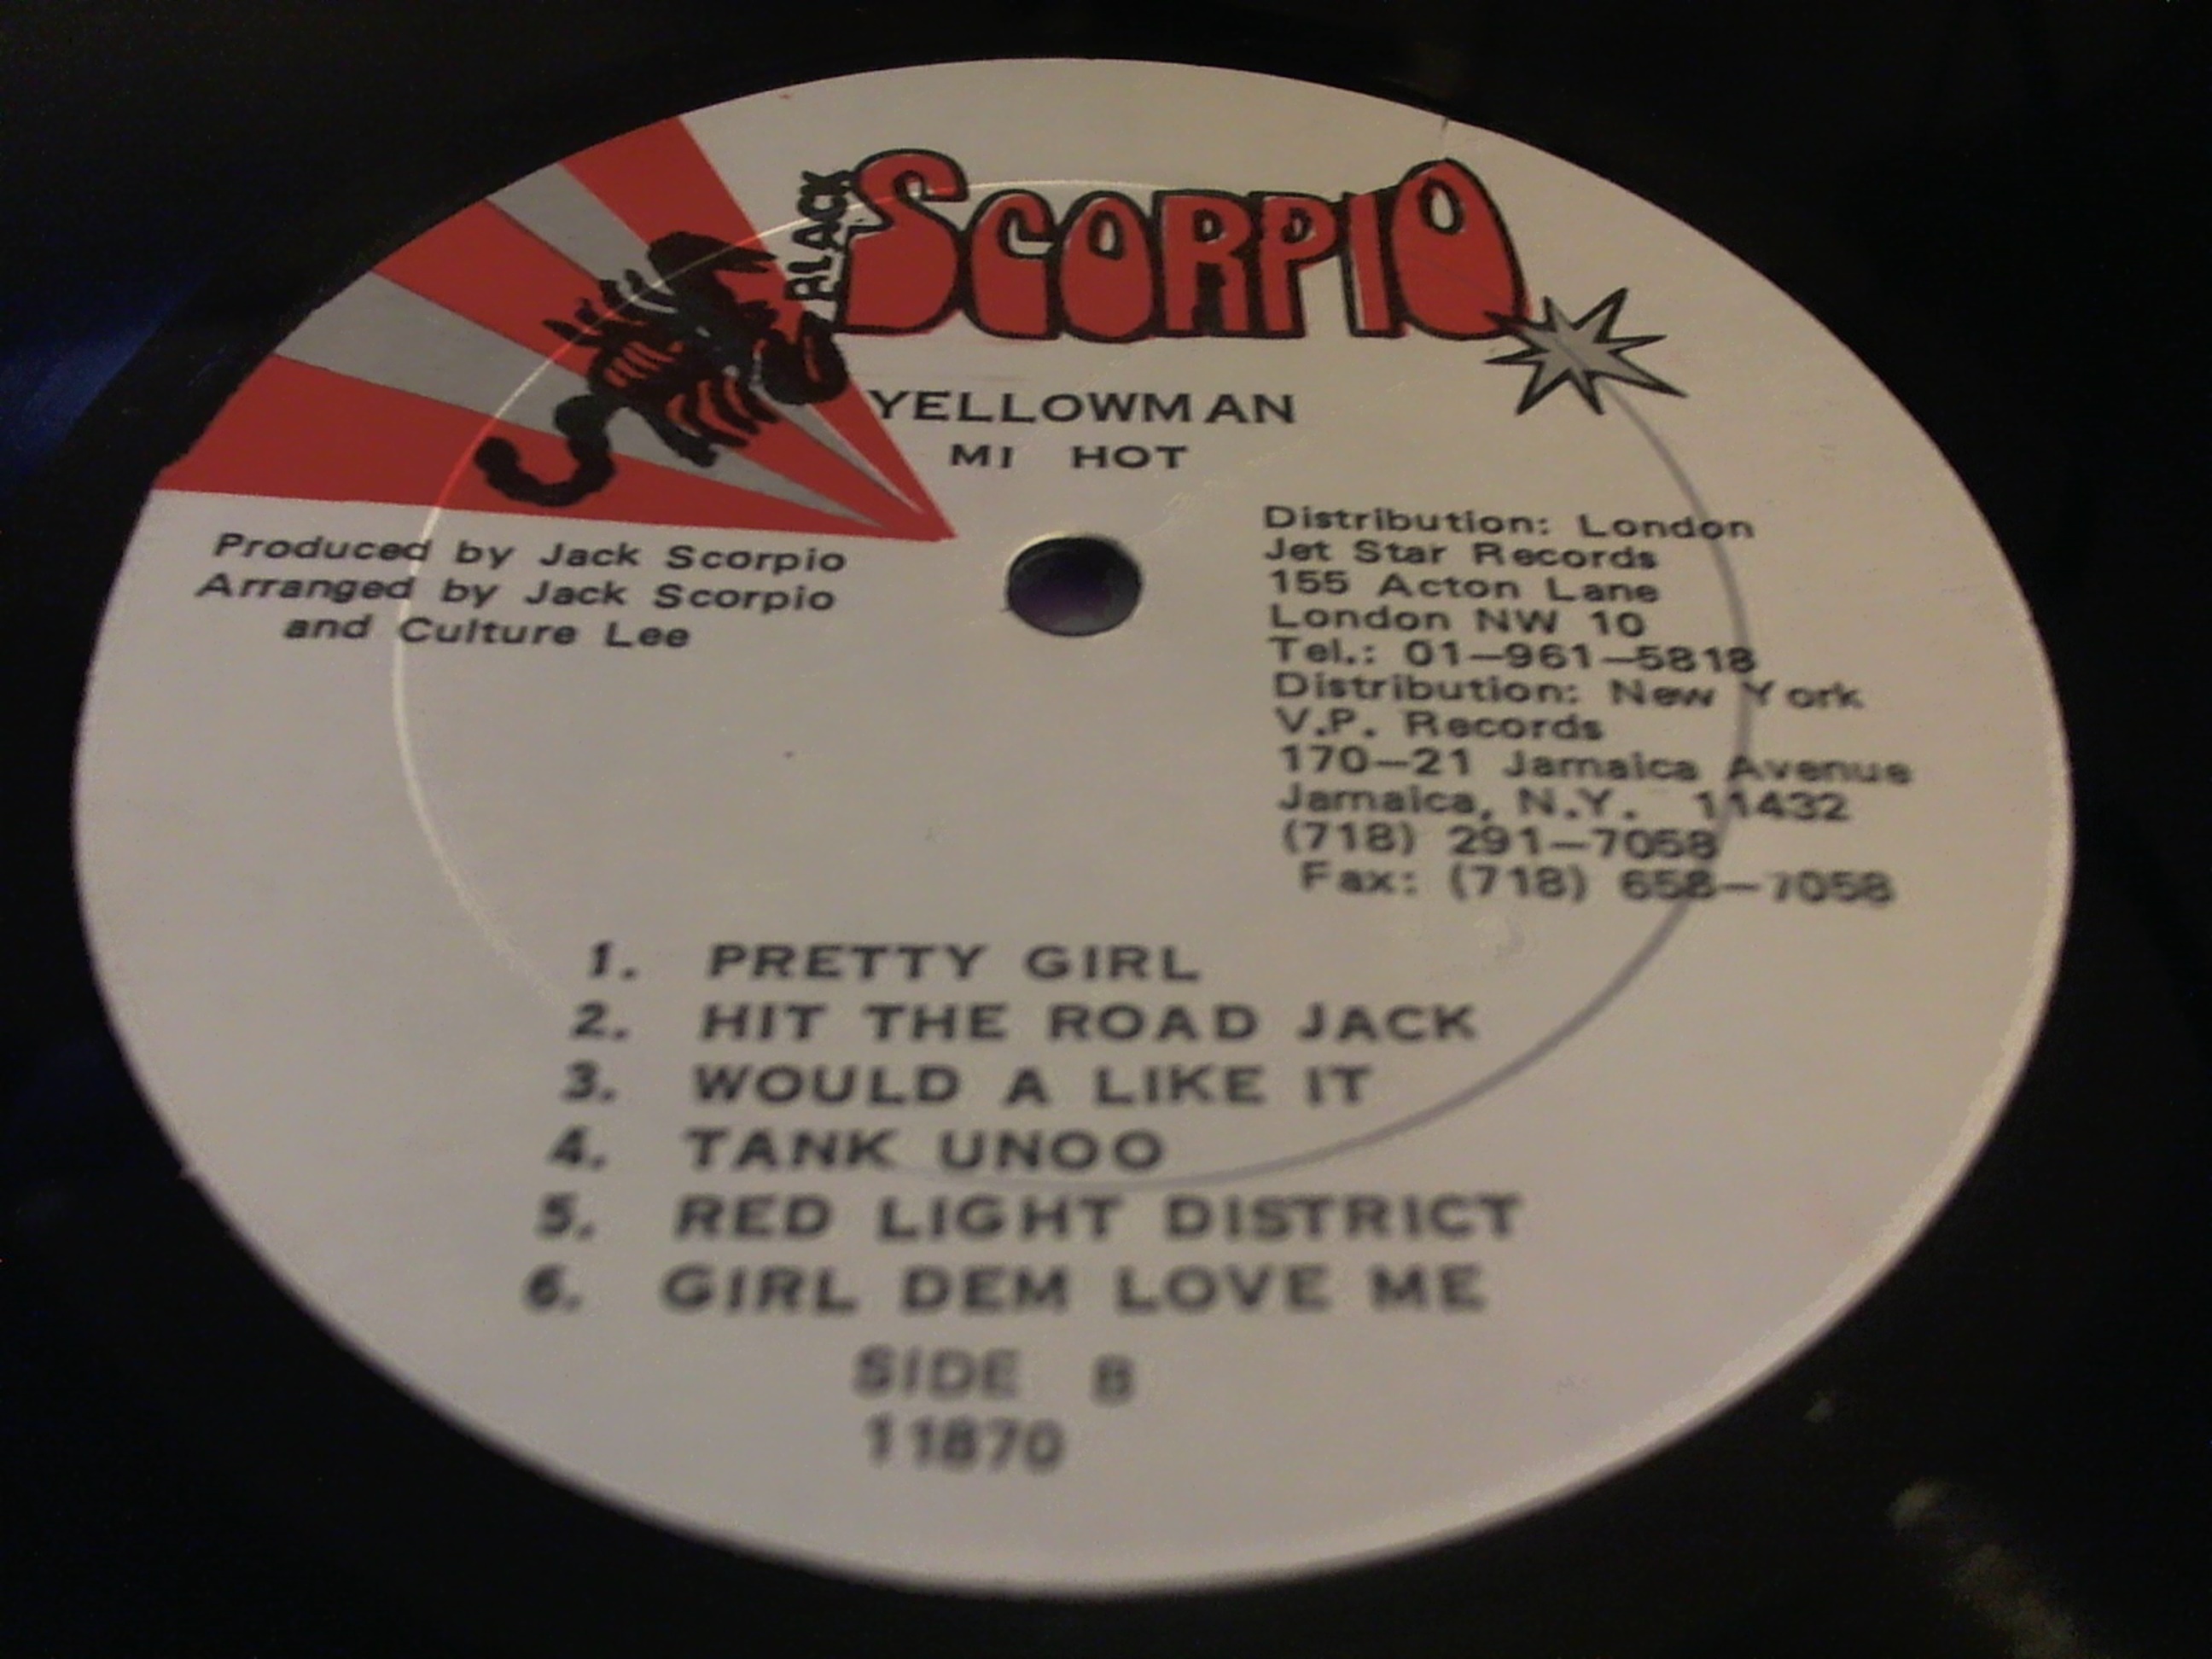 BLACK SCORPIO
YELLOWMAN
MI HOT
Produced by Jack Scorpio
Arranged by Jack Scorpio
and Culture Lee
Distribution: London
Jet Star Records
155 Acton Lane
London NW 10
Tel.: 01-961-5818
Distribution: New York
V.P. Records
170-21 Jamaica Avenue
Jamaica, N.Y. 11432
(718) 291-7058
Fax: (718) 658-7058
1. PRETTY GIRL
2. HIT THE ROAD JACK
3. WOULD A LIKE IT
4. TANK UNOO
5. RED LIGHT DISTRICT
6. GIRL DEM LOVE ME
SIDE B
11870